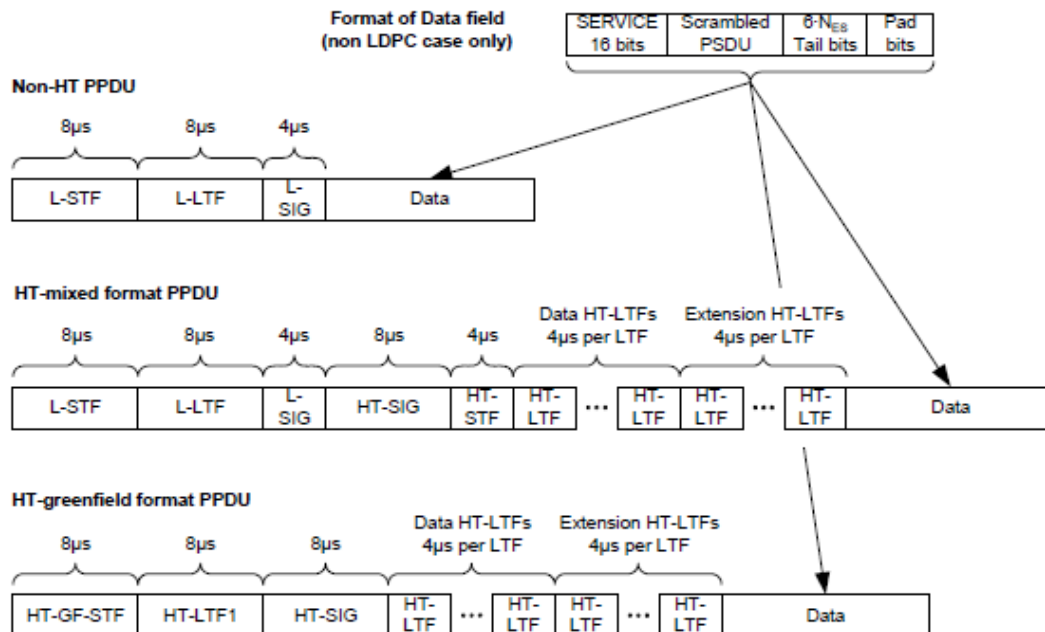 Format of Data field
(non LDPC case only)
SERVICE
16 bits
Scrambled
PSDU
6·N_ES
Tail bits
Pad
bits
Non-HT PPDU
8µs
8µs
4µs
L-STF
L-LTF
L-
SIG
Data
HT-mixed format PPDU
8µs
8µs
4µs
8µs
4µs
Data HT-LTFs
4µs per LTF
Extension HT-LTFs
4µs per LTF
L-STF
L-LTF
L-
SIG
HT-SIG
HT-
STF
HT-
LTF
...
HT-
LTF
HT-
LTF
...
HT-
LTF
Data
HT-greenfield format PPDU
8µs
8µs
8µs
Data HT-LTFs
4µs per LTF
Extension HT-LTFs
4µs per LTF
HT-GF-STF
HT-LTF1
HT-SIG
HT-
LTF
...
HT-
LTF
HT-
LTF
...
HT-
LTF
Data